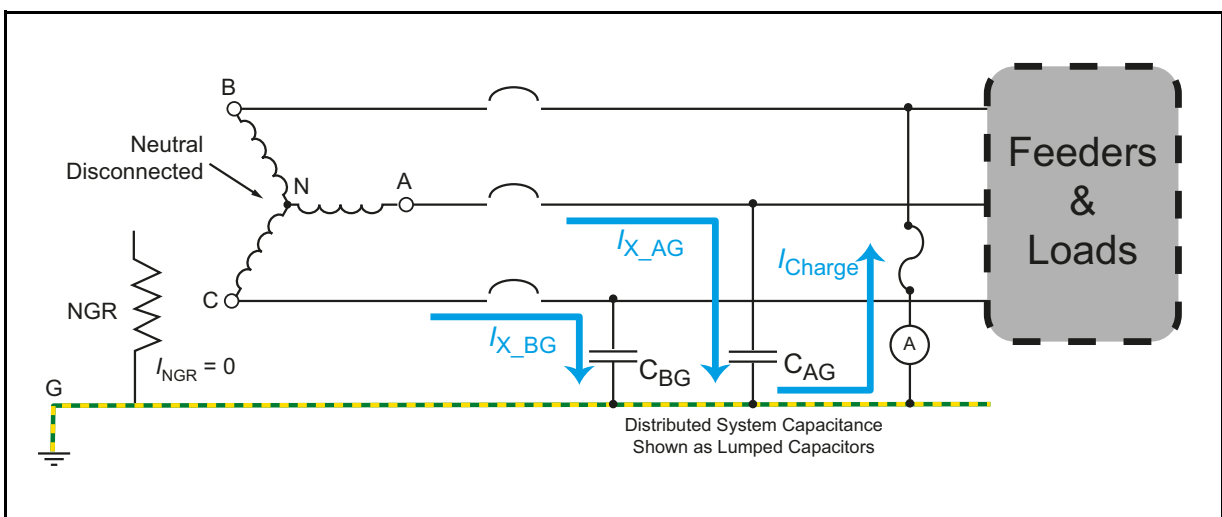 B
Neutral
Disconnected
N
A
C
NGR
I_NGR = 0
G
I_X_AG
I_X_BG
I_Charge
C_BG
C_AG
A
Feeders
&
Loads
Distributed System Capacitance
Shown as Lumped Capacitors